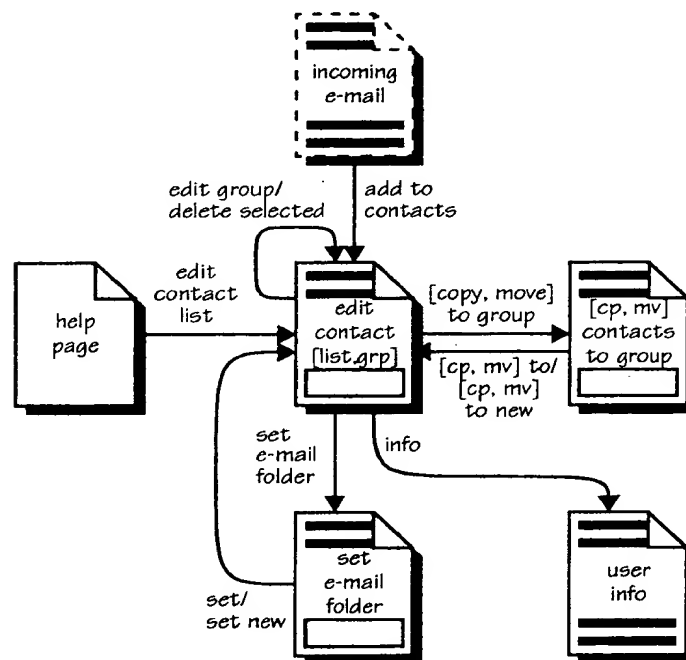 incoming
e-mail
edit group/
delete selected
add to
contacts
help
page
edit
contact
list
edit
contact
[list,grp]
[copy, move]
to group
[cp, mv]
contacts
to group
[cp, mv] to/
[cp, mv]
to new
set
e-mail
folder
info
set/
set new
set
e-mail
folder
user
info